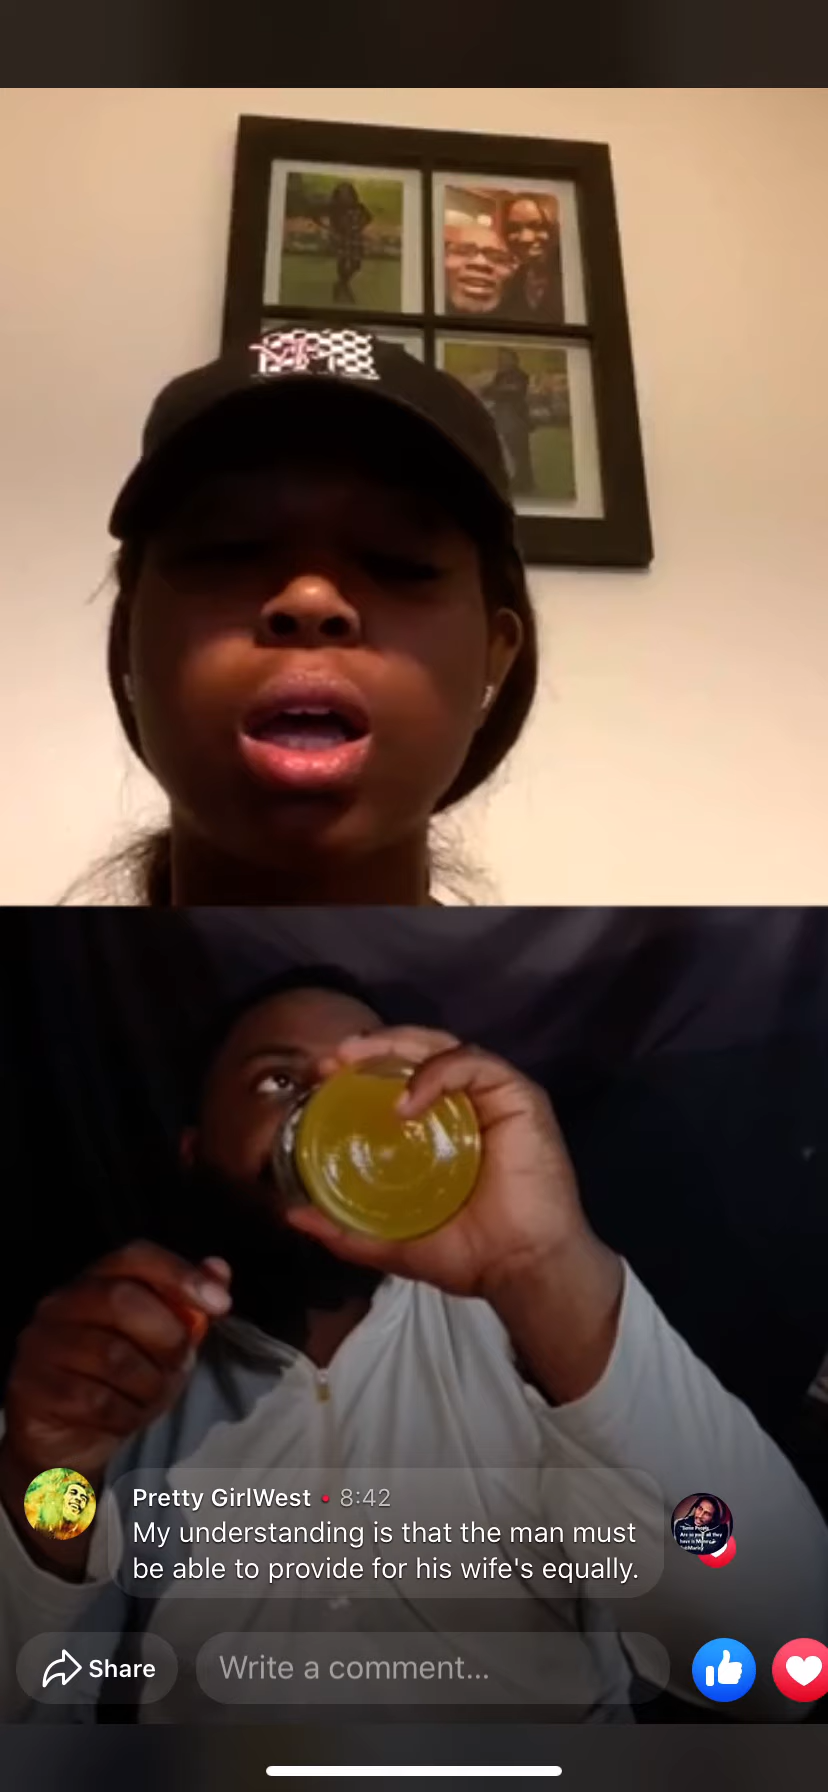 Pretty GirlWest • 8:42
My understanding is that the man must
be able to provide for his wife's equally.
Share
Write a comment...